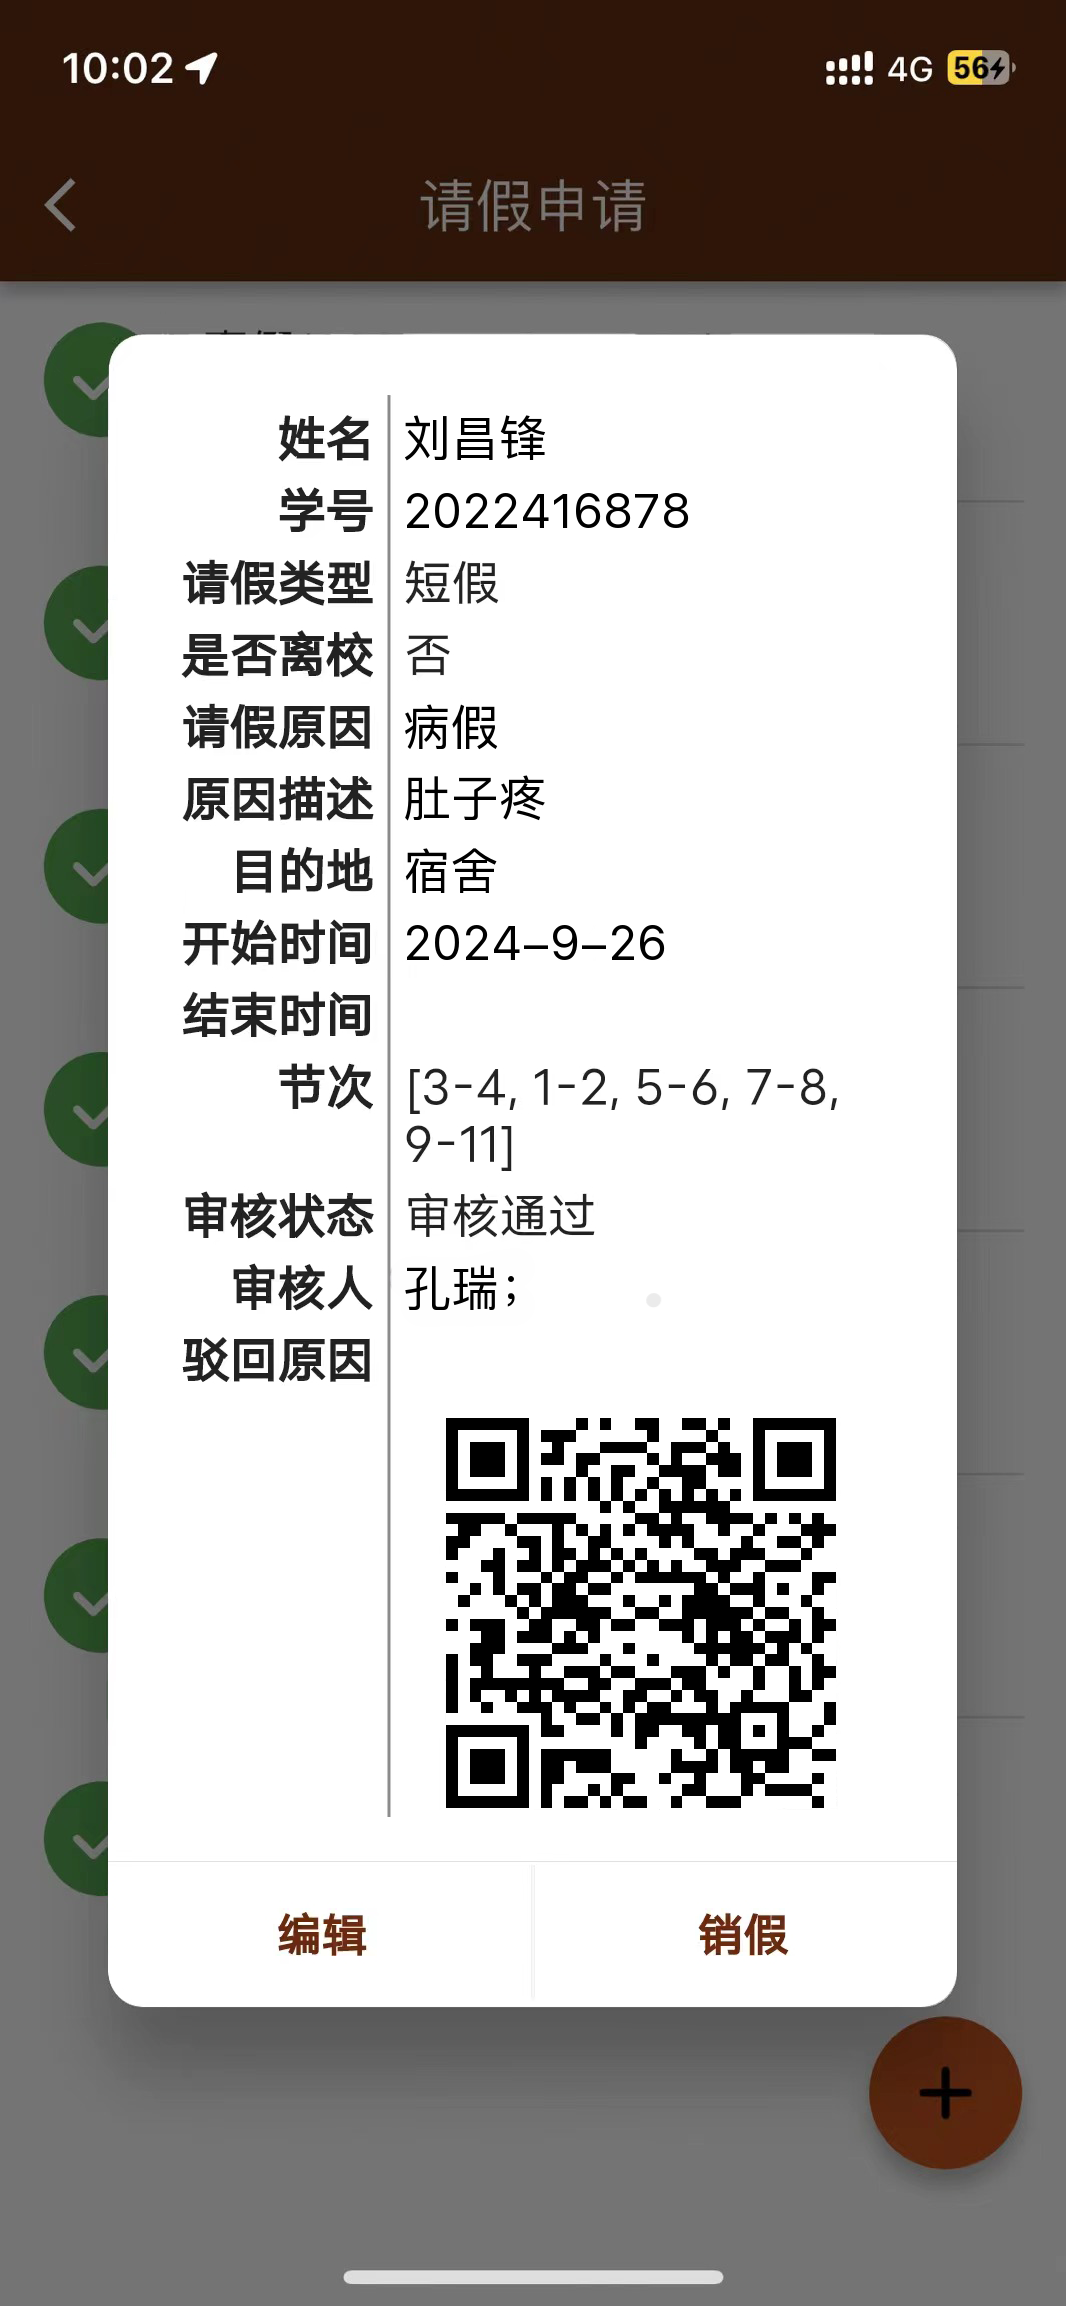 10:02 4G 56
请假申请
姓名 刘昌锋
学号 2022416878
请假类型 短假
是否离校 否
请假原因 病假
原因描述 肚子疼
目的地 宿舍
开始时间 2024-9-26
结束时间
节次 [3-4, 1-2, 5-6, 7-8,
9-11]
审核状态 审核通过
审核人 孔瑞;
驳回原因
编辑 销假